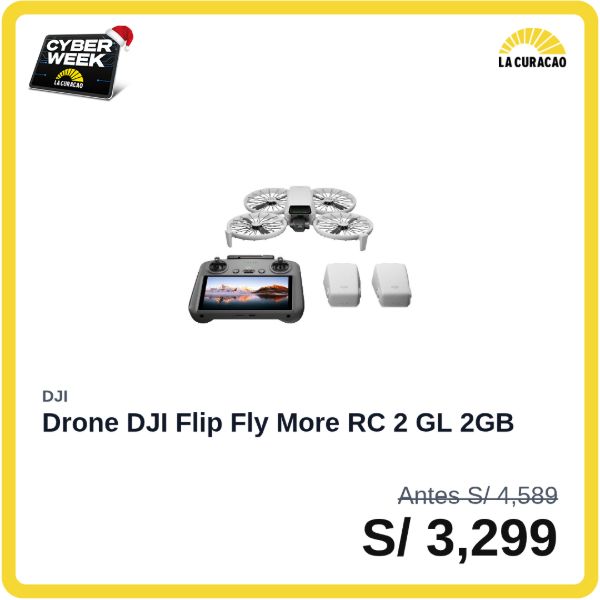 CYBER
WEEK
LA CURACAO
LA CURACAO
DJI
Drone DJI Flip Fly More RC 2 GL 2GB
Antes S/ 4,589
S/ 3,299